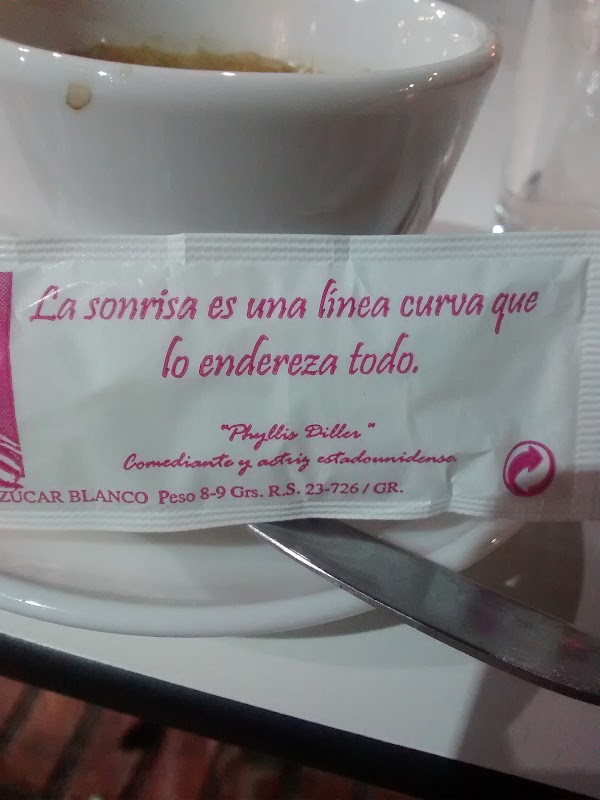 La sonrisa es una línea curva que
lo endereza todo.
"Phyllis Diller"
Comediante y actriz estadounidense.
ZÚCAR BLANCO Peso 8-9 Grs. R.S. 23-726 / GR.